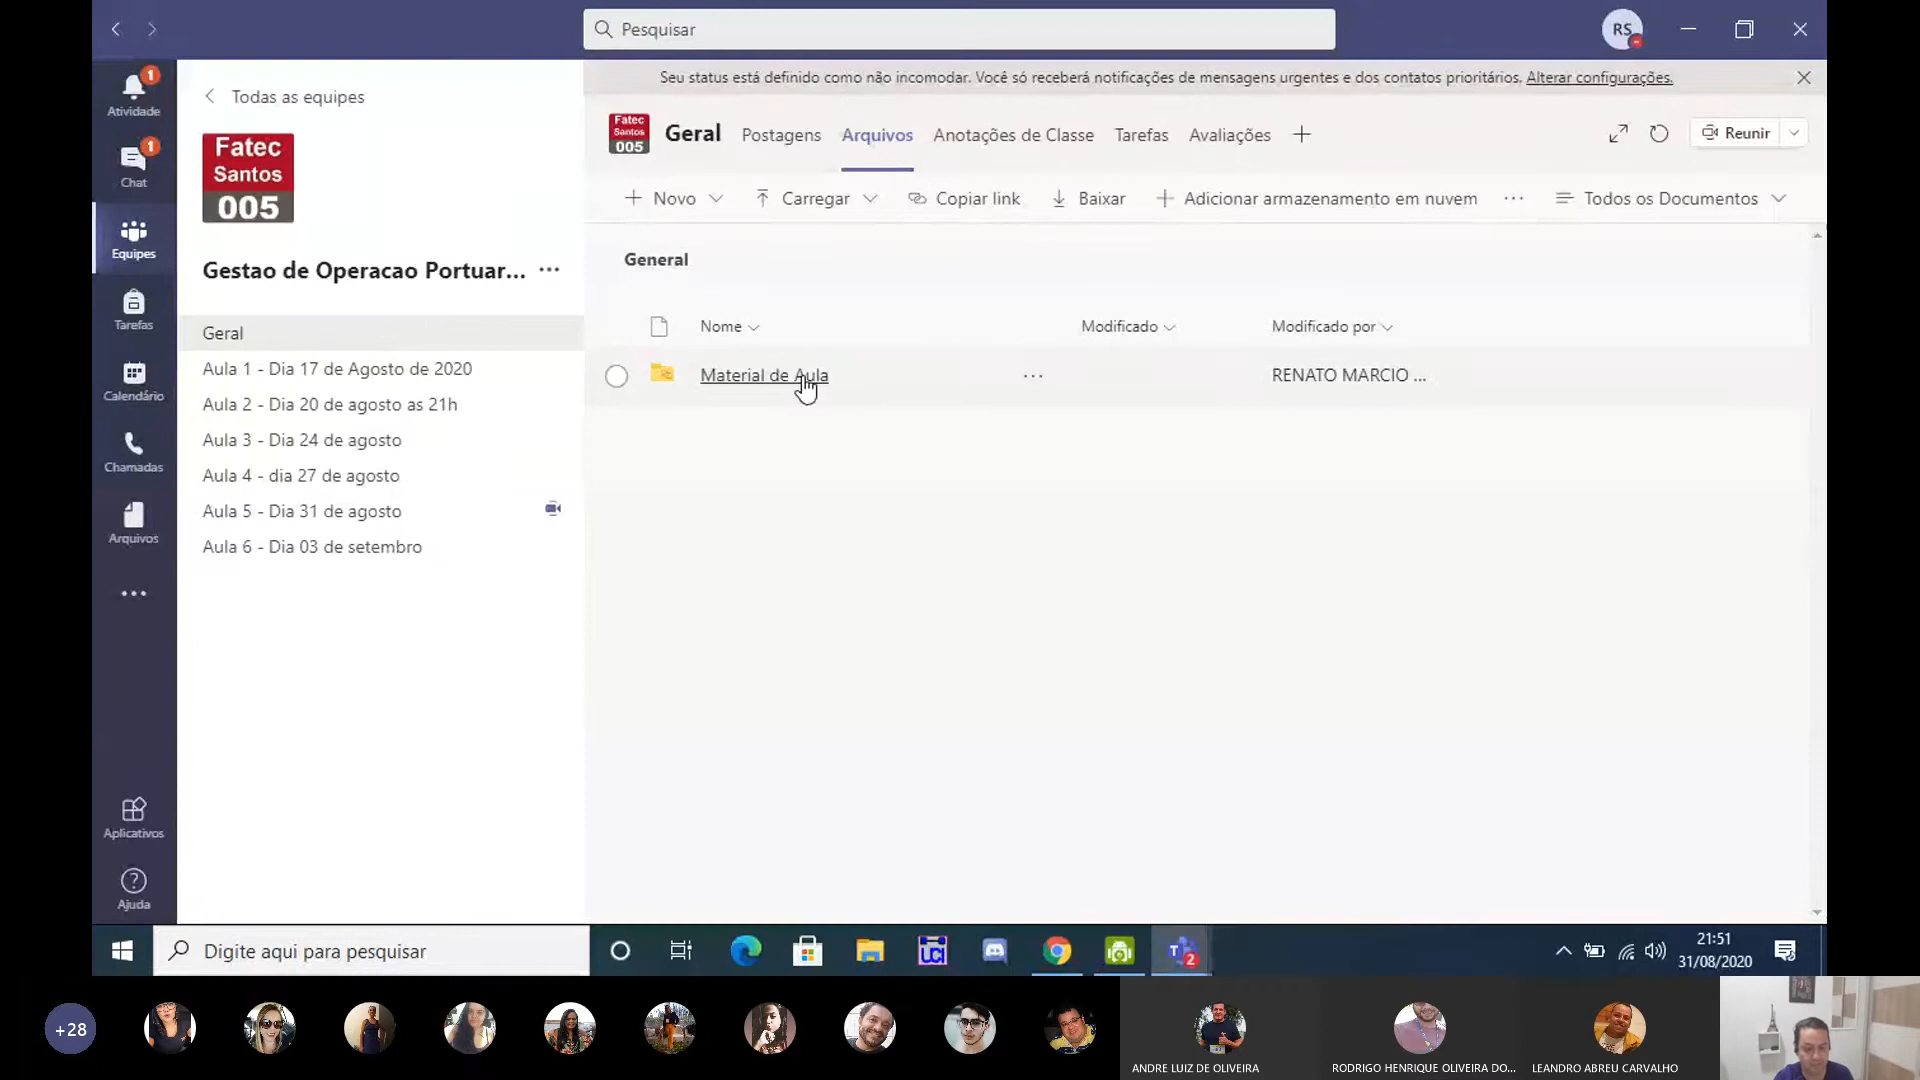 Pesquisar
RS
Seu status está definido como não incomodar. Você só receberá notificações de mensagens urgentes e dos contatos prioritários. Alterar configurações.
1
Atividade
1
Chat
Equipes
Tarefas
Calendário
Chamadas
Arquivos
Aplicativos
Ajuda
Todas as equipes
Fatec
Santos
005
Gestao de Operacao Portuar... ...
Geral
Aula 1 - Dia 17 de Agosto de 2020
Aula 2 - Dia 20 de agosto as 21h
Aula 3 - Dia 24 de agosto
Aula 4 - dia 27 de agosto
Aula 5 - Dia 31 de agosto
Aula 6 - Dia 03 de setembro
Fatec
Santos
005
Geral Postagens Arquivos Anotações de Classe Tarefas Avaliações
Reunir
Novo Carregar Copiar link Baixar Adicionar armazenamento em nuvem ... Todos os Documentos
General
Nome Modificado Modificado por
Material de Aula ... RENATO MARCIO ...
Digite aqui para pesquisar
UCI
T 2
21:51
31/08/2020
+28
ANDRE LUIZ DE OLIVEIRA
RODRIGO HENRIQUE OLIVEIRA DO...
LEANDRO ABREU CARVALHO